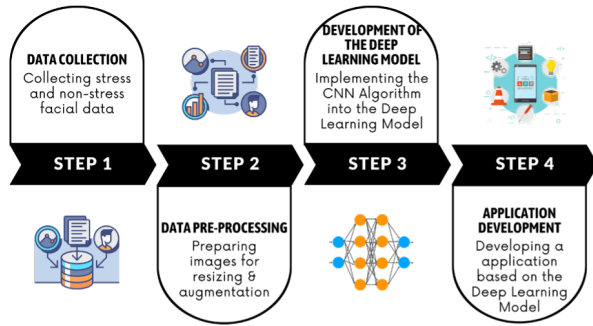 DATA COLLECTION
Collecting stress
and non-stress
facial data
STEP 1
STEP 2
DATA PRE-PROCESSING
Preparing
images for
resizing &
augmentation
DEVELOPMENT OF
THE DEEP
LEARNING MODEL
Implementing the
CNN Algorithm
into the Deep
Learning Model
STEP 3
STEP 4
APPLICATION
DEVELOPMENT
Developing a
application
based on the
Deep Learning
Model